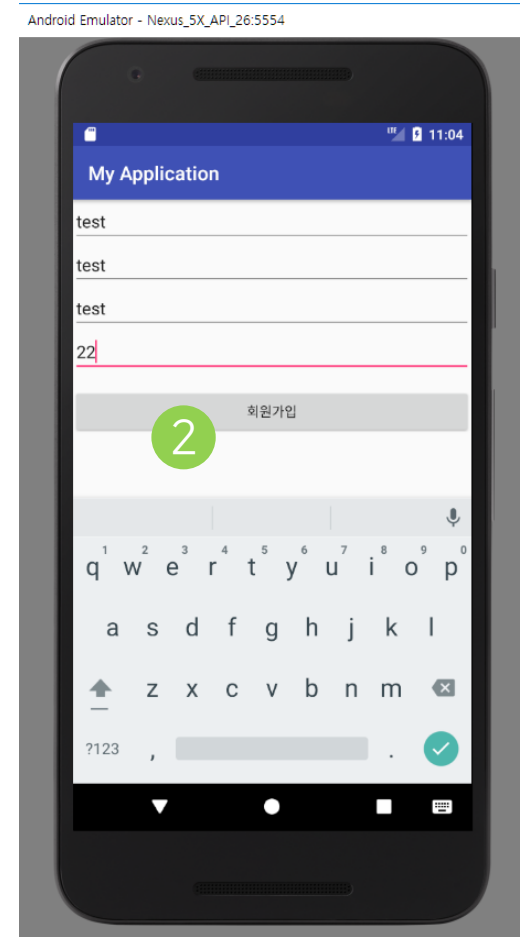 Android Emulator - Nexus_5X_API_26:5554
LTE 11:04
My Application
test
test
test
22
회원가입
2
1 2 3 4 5 6 7 8 9 0
q w e r t y u i o p
a s d f g h j k l
z x c v b n m
?123 , .